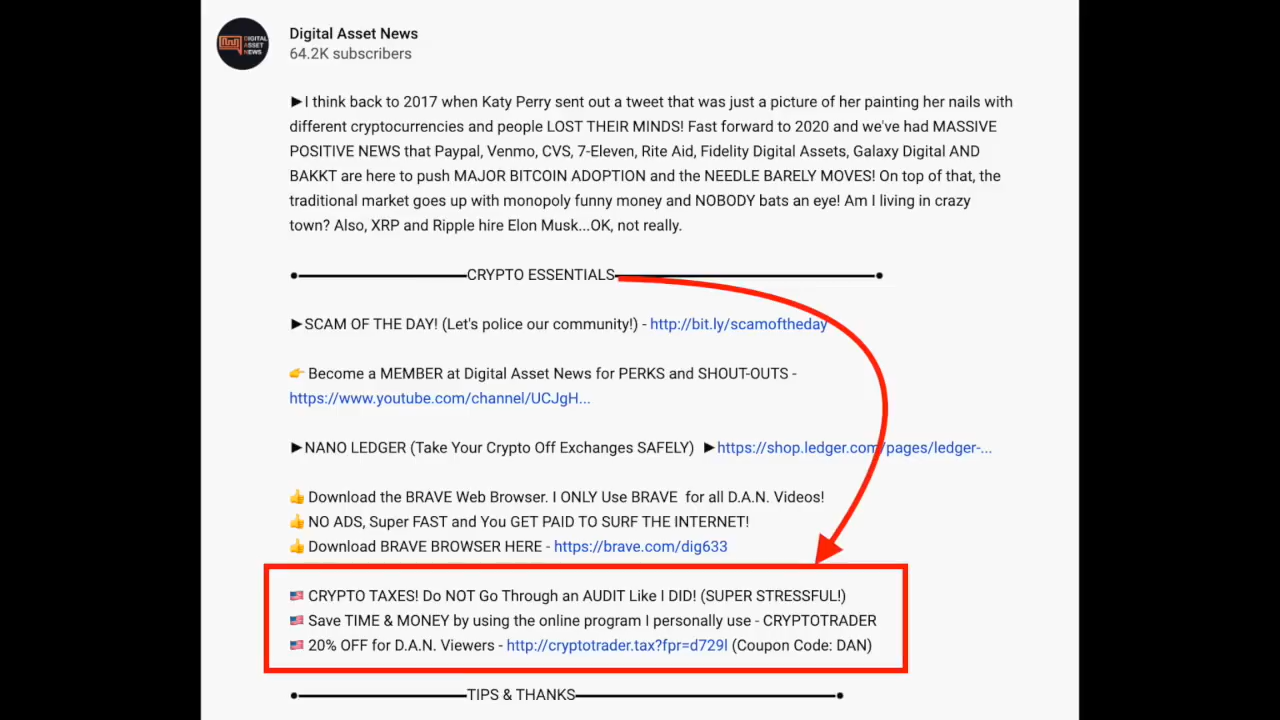 DIGITAL
ASSET
NEWS
Digital Asset News
64.2K subscribers
►I think back to 2017 when Katy Perry sent out a tweet that was just a picture of her painting her nails with
different cryptocurrencies and people LOST THEIR MINDS! Fast forward to 2020 and we've had MASSIVE
POSITIVE NEWS that Paypal, Venmo, CVS, 7-Eleven, Rite Aid, Fidelity Digital Assets, Galaxy Digital AND
BAKKT are here to push MAJOR BITCOIN ADOPTION and the NEEDLE BARELY MOVES! On top of that, the
traditional market goes up with monopoly funny money and NOBODY bats an eye! Am I living in crazy
town? Also, XRP and Ripple hire Elon Musk...OK, not really.
CRYPTO ESSENTIALS
►SCAM OF THE DAY! (Let's police our community!) - http://bit.ly/scamoftheday
👉 Become a MEMBER at Digital Asset News for PERKS and SHOUT-OUTS -
https://www.youtube.com/channel/UCJgH...
►NANO LEDGER (Take Your Crypto Off Exchanges SAFELY) ►https://shop.ledger.com/pages/ledger-...
👍 Download the BRAVE Web Browser. I ONLY Use BRAVE for all D.A.N. Videos!
👍 NO ADS, Super FAST and You GET PAID TO SURF THE INTERNET!
👍 Download BRAVE BROWSER HERE - https://brave.com/dig633
🇺🇸 CRYPTO TAXES! Do NOT Go Through an AUDIT Like I DID! (SUPER STRESSFUL!)
🇺🇸 Save TIME & MONEY by using the online program I personally use - CRYPTOTRADER
🇺🇸 20% OFF for D.A.N. Viewers - http://cryptotrader.tax?fpr=d729l (Coupon Code: DAN)
TIPS & THANKS